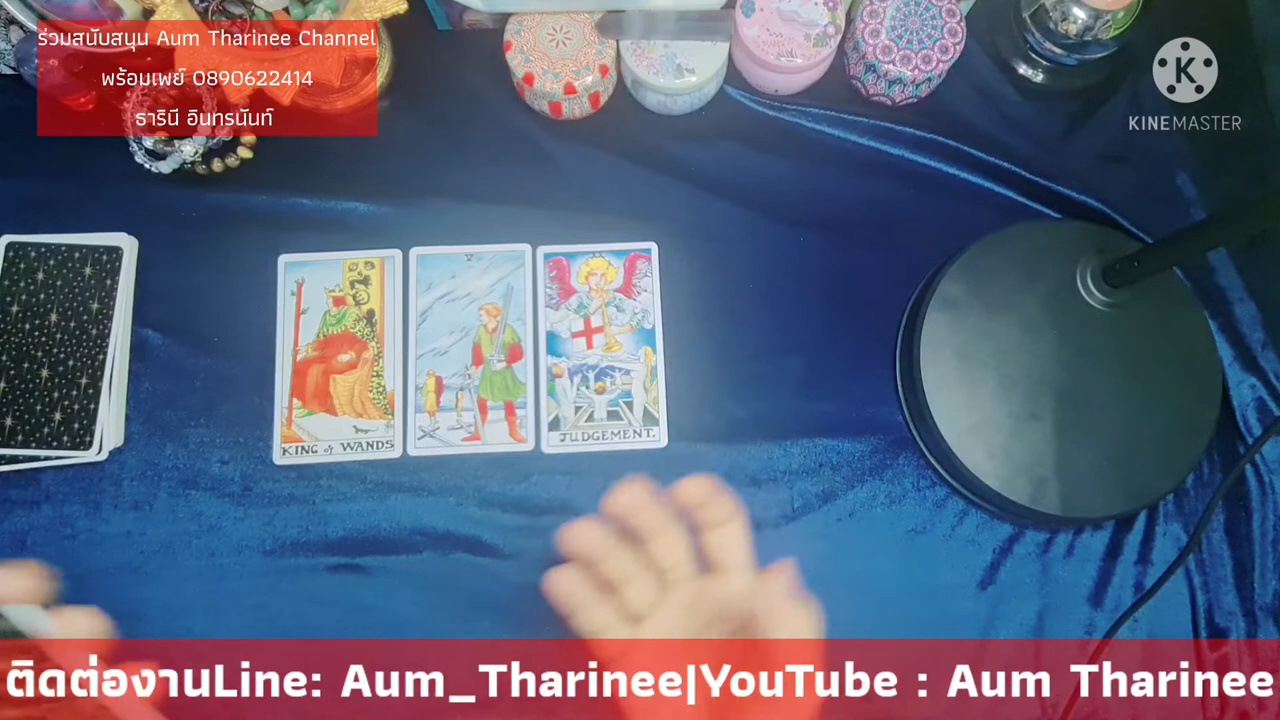 ร่วมสนับสนุน Aum Tharinee Channel
พร้อมเพย์ 0890622414
ธารินี อินทรนันท์
K
KINEMASTER
V
KING of WANDS
JUDGEMENT.
ติดต่องานLine: Aum_Tharinee|YouTube : Aum Tharinee